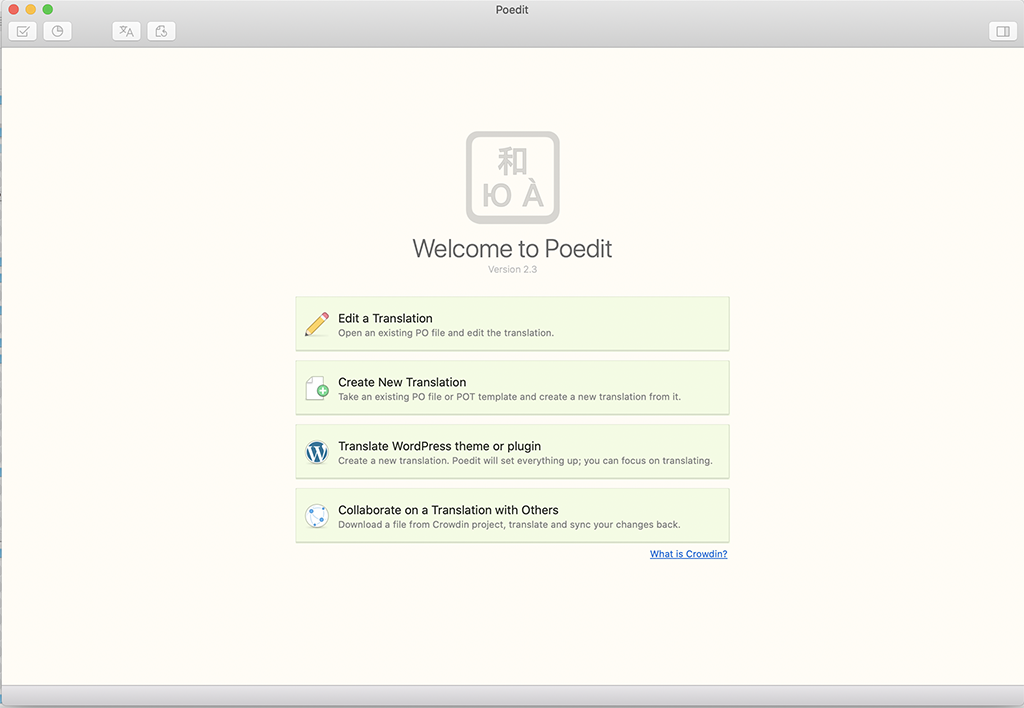 Poedit
和
Ю À
Welcome to Poedit
Version 2.3
Edit a Translation
Open an existing PO file and edit the translation.
Create New Translation
Take an existing PO file or POT template and create a new translation from it.
Translate WordPress theme or plugin
Create a new translation. Poedit will set everything up; you can focus on translating.
Collaborate on a Translation with Others
Download a file from Crowdin project, translate and sync your changes back.
What is Crowdin?